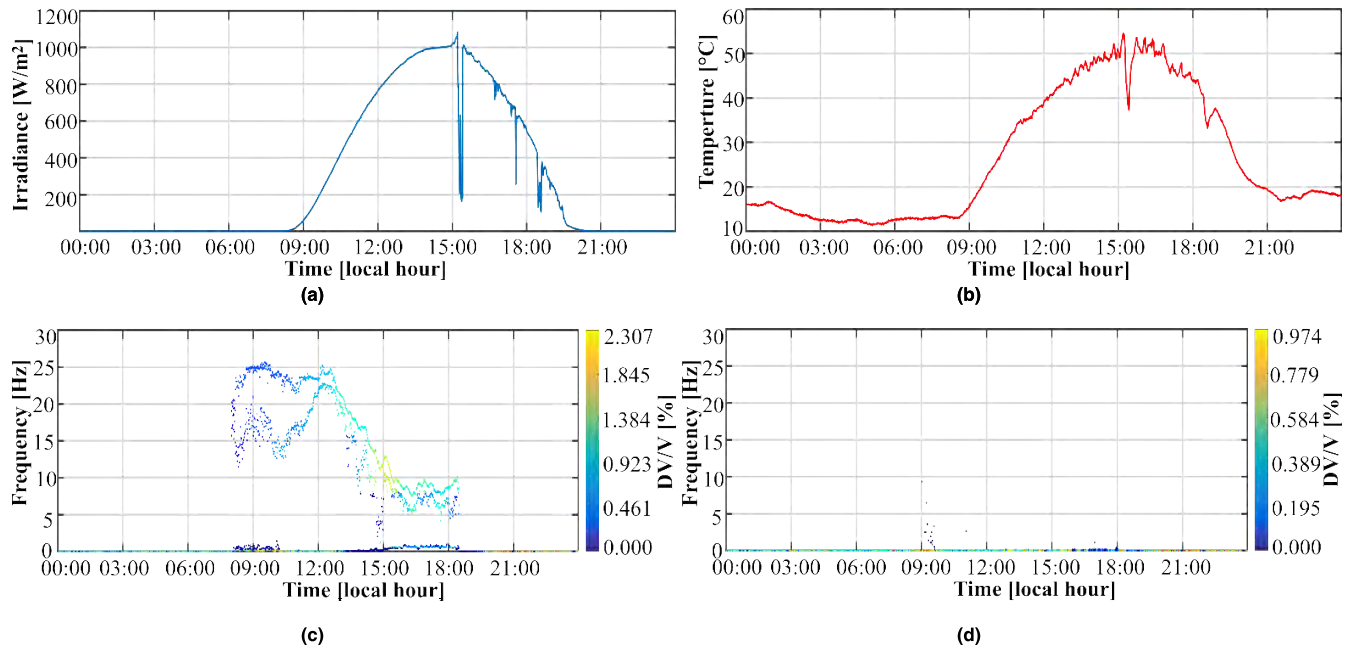 1200
1000
800
600
400
200
Irradiance [W/m²]
00:00 03:00 06:00 09:00 12:00 15:00 18:00 21:00
Time [local hour]
(a)
60
50
40
30
20
10
Temperture [°C]
00:00 03:00 06:00 09:00 12:00 15:00 18:00 21:00
Time [local hour]
(b)
30
25
20
15
10
5
0
Frequency [Hz]
00:00 03:00 06:00 09:00 12:00 15:00 18:00 21:00
Time [local hour]
2.307
1.845
1.384
0.923
0.461
0.000
DV/V [%]
(c)
30
25
20
15
10
5
0
Frequency [Hz]
00:00 03:00 06:00 09:00 12:00 15:00 18:00 21:00
Time [local hour]
0.974
0.779
0.584
0.389
0.195
0.000
DV/V [%]
(d)